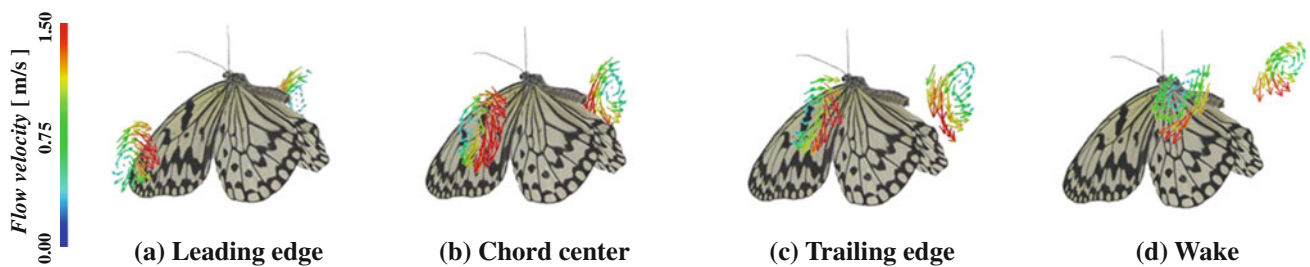 Flow velocity [ m/s ]
1.50
0.75
0.00
(a) Leading edge
(b) Chord center
(c) Trailing edge
(d) Wake